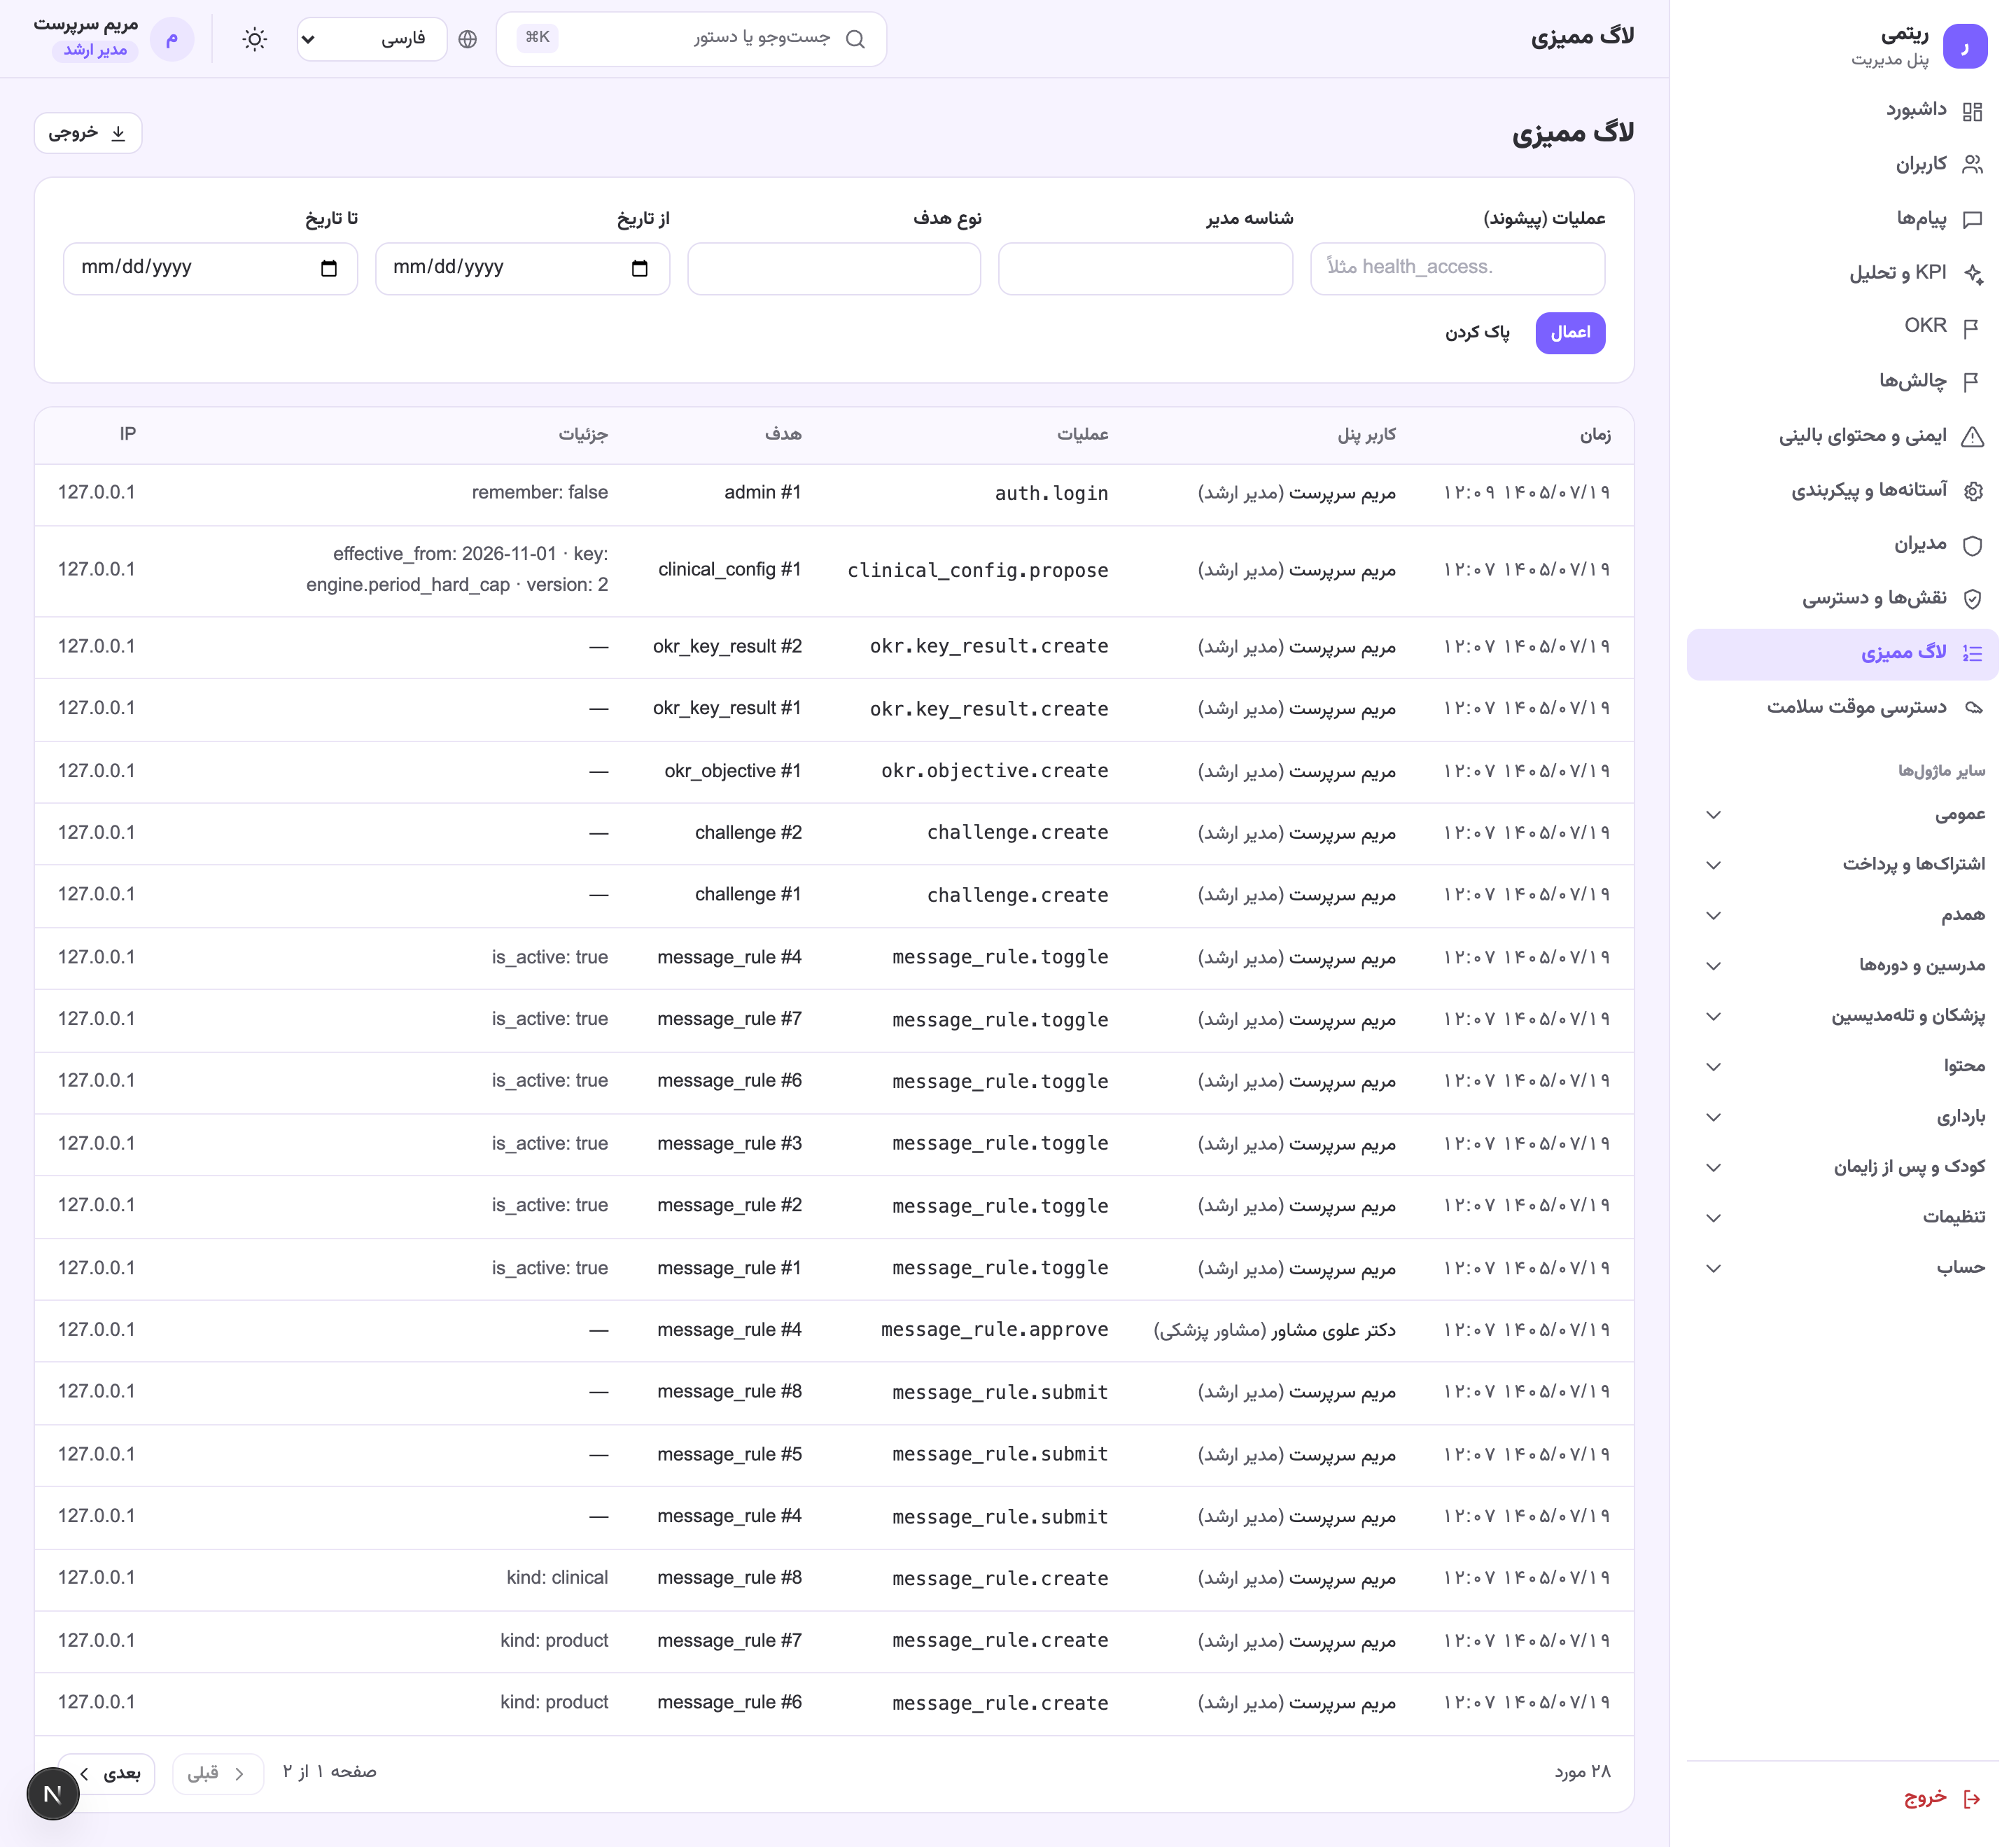 ر
ریتمی
پنل مدیریت
داشبورد
کاربران
پیام‌ها
KPI و تحلیل
OKR
چالش‌ها
ایمنی و محتوای بالینی
آستانه‌ها و پیکربندی
مدیران
نقش‌ها و دسترسی
لاگ ممیزی
دسترسی موقت سلامت
سایر ماژول‌ها
عمومی
اشتراک‌ها و پرداخت
همدم
مدرسین و دوره‌ها
پزشکان و تله‌مدیسین
محتوا
بارداری
کودک و پس از زایمان
تنظیمات
حساب
خروج
لاگ ممیزی
جست‌وجو یا دستور ⌘K
فارسی
م
مریم سرپرست
مدیر ارشد
لاگ ممیزی
خروجی
عملیات (پیشوند) شناسه مدیر نوع هدف از تاریخ تا تاریخ
مثلاً health_access. mm/dd/yyyy mm/dd/yyyy
اعمال پاک کردن
زمان کاربر پنل عملیات هدف جزئیات IP
۱۴۰۵/۰۷/۱۹ ۱۲:۰۹ مریم سرپرست (مدیر ارشد) auth.login admin #1 remember: false 127.0.0.1
۱۴۰۵/۰۷/۱۹ ۱۲:۰۷ مریم سرپرست (مدیر ارشد) clinical_config.propose clinical_config #1 effective_from: 2026-11-01 · key:
engine.period_hard_cap · version: 2 127.0.0.1
۱۴۰۵/۰۷/۱۹ ۱۲:۰۷ مریم سرپرست (مدیر ارشد) okr.key_result.create okr_key_result #2 — 127.0.0.1
۱۴۰۵/۰۷/۱۹ ۱۲:۰۷ مریم سرپرست (مدیر ارشد) okr.key_result.create okr_key_result #1 — 127.0.0.1
۱۴۰۵/۰۷/۱۹ ۱۲:۰۷ مریم سرپرست (مدیر ارشد) okr.objective.create okr_objective #1 — 127.0.0.1
۱۴۰۵/۰۷/۱۹ ۱۲:۰۷ مریم سرپرست (مدیر ارشد) challenge.create challenge #2 — 127.0.0.1
۱۴۰۵/۰۷/۱۹ ۱۲:۰۷ مریم سرپرست (مدیر ارشد) challenge.create challenge #1 — 127.0.0.1
۱۴۰۵/۰۷/۱۹ ۱۲:۰۷ مریم سرپرست (مدیر ارشد) message_rule.toggle message_rule #4 is_active: true 127.0.0.1
۱۴۰۵/۰۷/۱۹ ۱۲:۰۷ مریم سرپرست (مدیر ارشد) message_rule.toggle message_rule #7 is_active: true 127.0.0.1
۱۴۰۵/۰۷/۱۹ ۱۲:۰۷ مریم سرپرست (مدیر ارشد) message_rule.toggle message_rule #6 is_active: true 127.0.0.1
۱۴۰۵/۰۷/۱۹ ۱۲:۰۷ مریم سرپرست (مدیر ارشد) message_rule.toggle message_rule #3 is_active: true 127.0.0.1
۱۴۰۵/۰۷/۱۹ ۱۲:۰۷ مریم سرپرست (مدیر ارشد) message_rule.toggle message_rule #2 is_active: true 127.0.0.1
۱۴۰۵/۰۷/۱۹ ۱۲:۰۷ مریم سرپرست (مدیر ارشد) message_rule.toggle message_rule #1 is_active: true 127.0.0.1
۱۴۰۵/۰۷/۱۹ ۱۲:۰۷ دکتر علوی مشاور (مشاور پزشکی) message_rule.approve message_rule #4 — 127.0.0.1
۱۴۰۵/۰۷/۱۹ ۱۲:۰۷ مریم سرپرست (مدیر ارشد) message_rule.submit message_rule #8 — 127.0.0.1
۱۴۰۵/۰۷/۱۹ ۱۲:۰۷ مریم سرپرست (مدیر ارشد) message_rule.submit message_rule #5 — 127.0.0.1
۱۴۰۵/۰۷/۱۹ ۱۲:۰۷ مریم سرپرست (مدیر ارشد) message_rule.submit message_rule #4 — 127.0.0.1
۱۴۰۵/۰۷/۱۹ ۱۲:۰۷ مریم سرپرست (مدیر ارشد) message_rule.create message_rule #8 kind: clinical 127.0.0.1
۱۴۰۵/۰۷/۱۹ ۱۲:۰۷ مریم سرپرست (مدیر ارشد) message_rule.create message_rule #7 kind: product 127.0.0.1
۱۴۰۵/۰۷/۱۹ ۱۲:۰۷ مریم سرپرست (مدیر ارشد) message_rule.create message_rule #6 kind: product 127.0.0.1
۲۸ مورد صفحه ۱ از ۲ قبلی بعدی
N